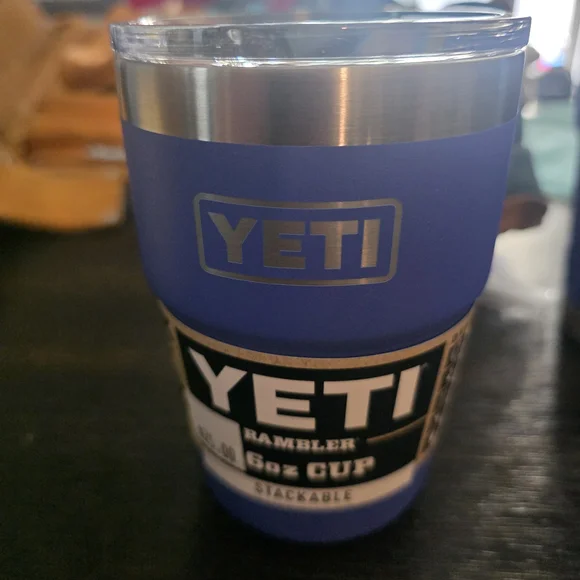 YETI
YETI
RAMBLER
6oz CUP
STACKABLE